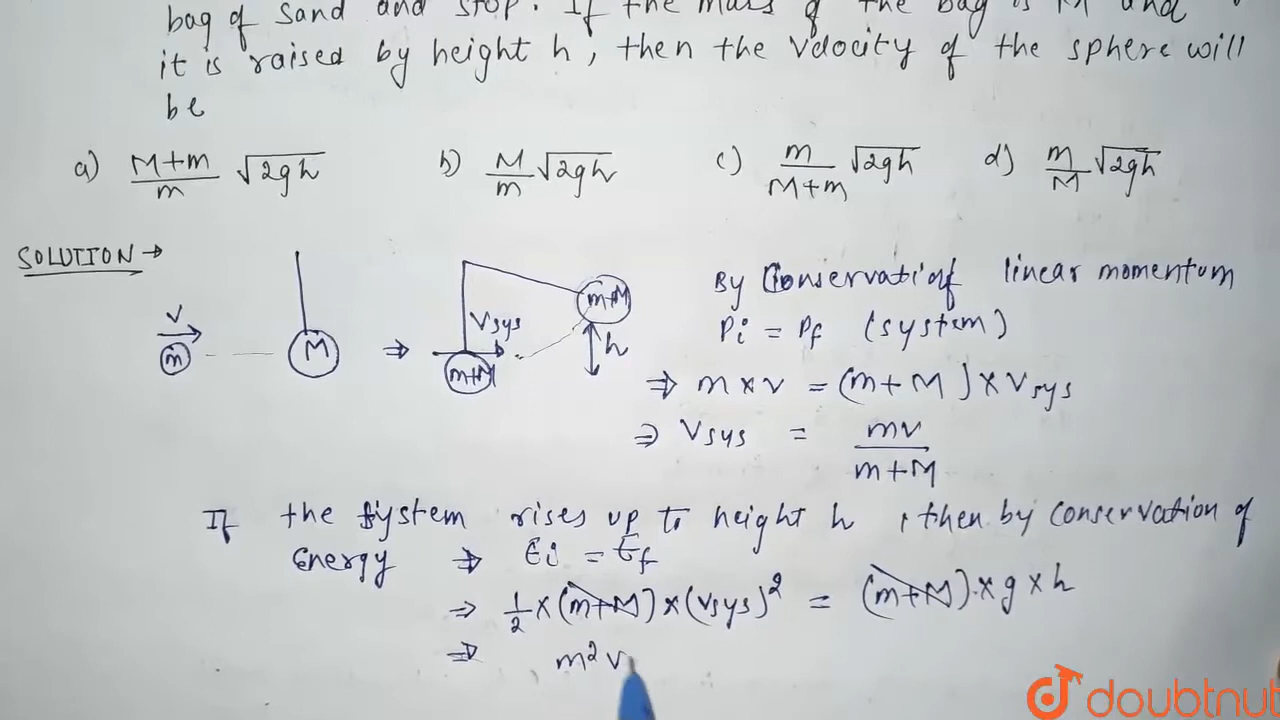 bag of sand and stop. If the mass of the bag is M and
it is raised by height h, then the velocity of the sphere will
be
a) M+m/m √2gh b) M/m √2gh c) m/M+m √2gh d) m/M √2gh
SOLUTION →
V
m
M
⇒
Vsys
m+M
m+M
h
By Conservation of linear momentum
Pi = Pf (system)
⇒ m×v = (m+M)×Vsys
⇒ Vsys = mv/m+M
If the system rises up to height h, then by conservation of
Energy ⇒ Ei = Ef
⇒ 1/2×(m+M)×(Vsys)² = (m+M)×g×h
⇒ m²v
doubtnut